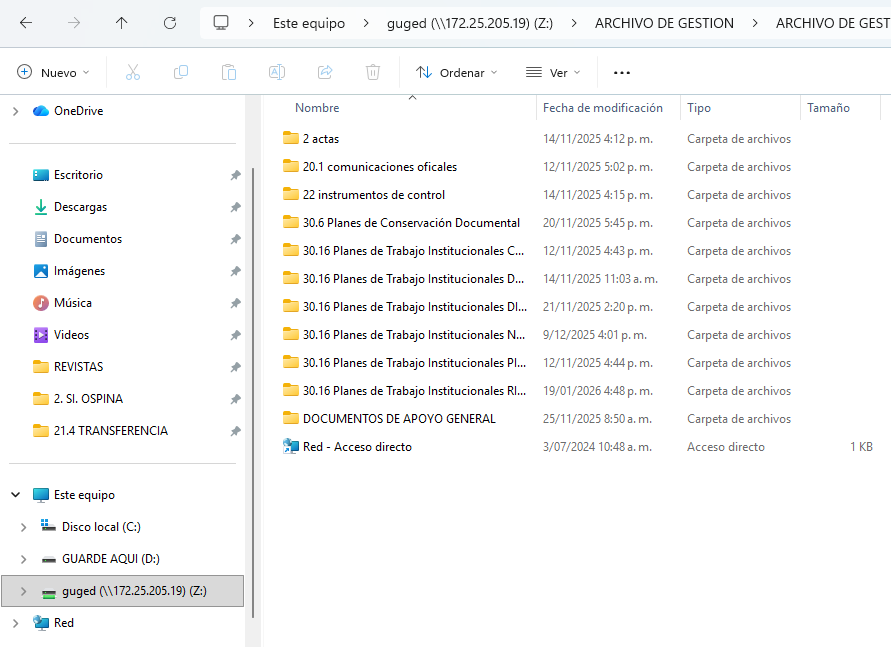 Este equipo > guged (\\172.25.205.19) (Z:) > ARCHIVO DE GESTION > ARCHIVO DE GEST
Nuevo Ordenar Ver ...
OneDrive
Escritorio
Descargas
Documentos
Imágenes
Música
Videos
REVISTAS
2. SI. OSPINA
21.4 TRANSFERENCIA
Este equipo
Disco local (C:)
GUARDE AQUI (D:)
guged (\\172.25.205.19) (Z:)
Red
Nombre Fecha de modificación Tipo Tamaño
2 actas 14/11/2025 4:12 p. m. Carpeta de archivos
20.1 comunicaciones oficales 12/11/2025 5:02 p. m. Carpeta de archivos
22 instrumentos de control 14/11/2025 4:15 p. m. Carpeta de archivos
30.6 Planes de Conservación Documental 20/11/2025 5:45 p. m. Carpeta de archivos
30.16 Planes de Trabajo Institucionales C... 12/11/2025 4:43 p. m. Carpeta de archivos
30.16 Planes de Trabajo Institucionales D... 14/11/2025 11:03 a. m. Carpeta de archivos
30.16 Planes de Trabajo Institucionales DI... 21/11/2025 2:20 p. m. Carpeta de archivos
30.16 Planes de Trabajo Institucionales N... 9/12/2025 4:01 p. m. Carpeta de archivos
30.16 Planes de Trabajo Institucionales PI... 12/11/2025 4:44 p. m. Carpeta de archivos
30.16 Planes de Trabajo Institucionales RI... 19/01/2026 4:48 p. m. Carpeta de archivos
DOCUMENTOS DE APOYO GENERAL 25/11/2025 8:50 a. m. Carpeta de archivos
Red - Acceso directo 3/07/2024 10:48 a. m. Acceso directo 1 KB